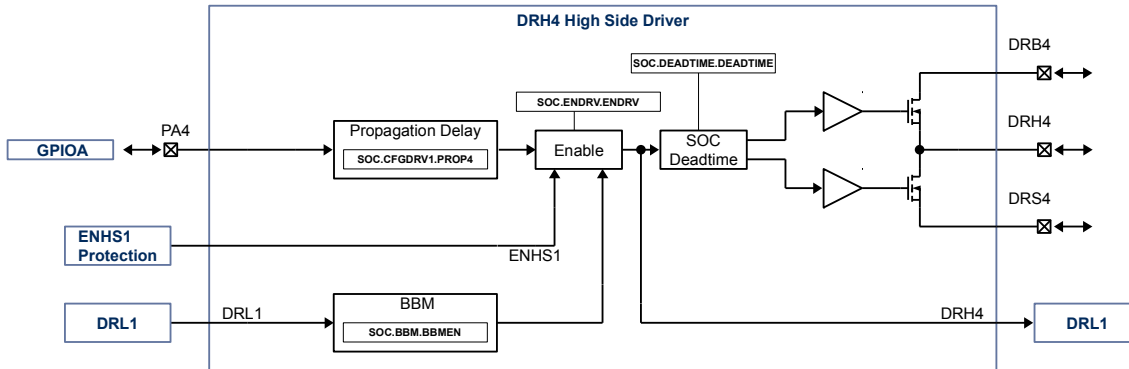 DRH4 High Side Driver
DRB4
SOC.DEADTIME.DEADTIME
SOC.ENDRV.ENDRV
PA4
Propagation Delay
DRH4
GPIOA
SOC.CFGDRV1.PROP4
Enable
SOC
Deadtime
DRS4
ENHS1
Protection
ENHS1
BBM
DRL1
DRL1
SOC.BBM.BBMEN
DRH4
DRL1